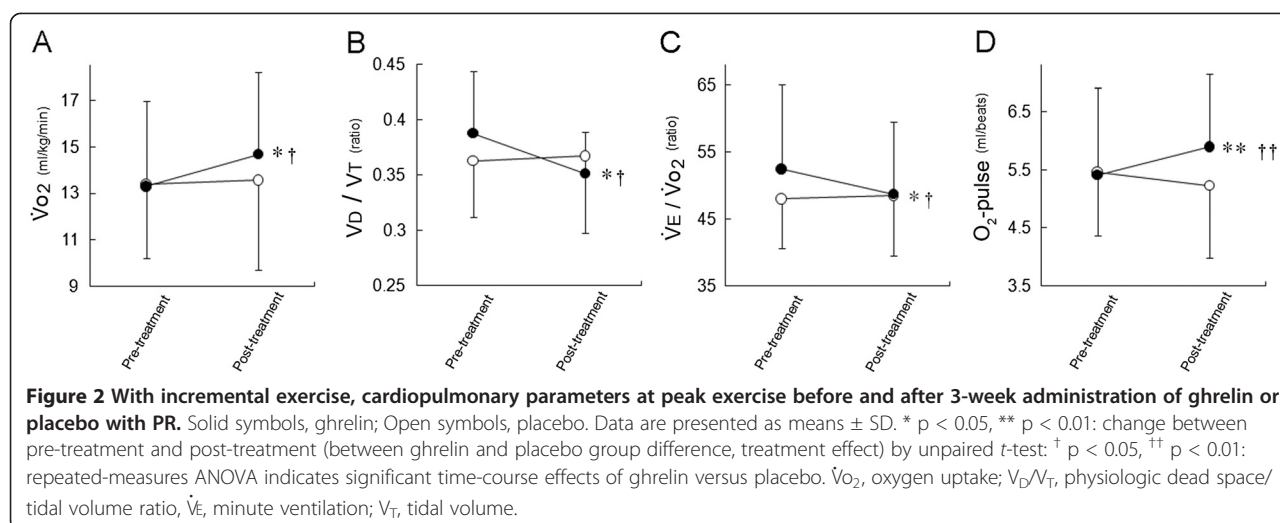 A
B
C
D
V̇O2 (ml/kg/min)
17
15
13
11
9
* †
Pre-treatment
Post-treatment
VD / VT (ratio)
0.45
0.4
0.35
0.3
0.25
* †
Pre-treatment
Post-treatment
V̇E / V̇O2 (ratio)
65
55
45
35
* †
Pre-treatment
Post-treatment
O2-pulse (ml/beats)
7.5
6.5
5.5
4.5
3.5
** ††
Pre-treatment
Post-treatment
Figure 2 With incremental exercise, cardiopulmonary parameters at peak exercise before and after 3-week administration of ghrelin or
placebo with PR. Solid symbols, ghrelin; Open symbols, placebo. Data are presented as means ± SD. * p < 0.05, ** p < 0.01: change between
pre-treatment and post-treatment (between ghrelin and placebo group difference, treatment effect) by unpaired t-test: † p < 0.05, †† p < 0.01:
repeated-measures ANOVA indicates significant time-course effects of ghrelin versus placebo. V̇O2, oxygen uptake; VD/VT, physiologic dead space/
tidal volume ratio, V̇E, minute ventilation; VT, tidal volume.